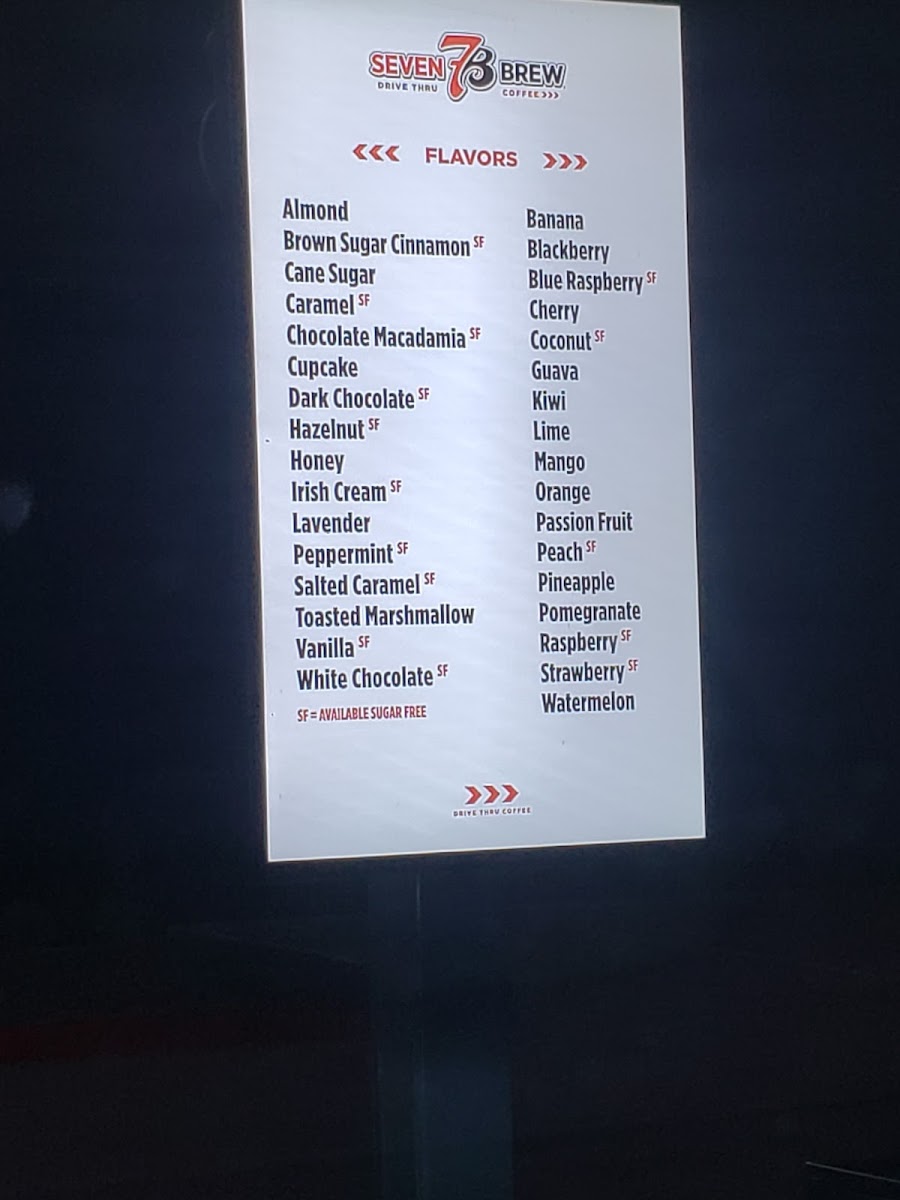 SEVEN 7B BREW
DRIVE THRU COFFEE>>>
<<< FLAVORS >>>
Almond
Brown Sugar Cinnamon SF
Cane Sugar
Caramel SF
Chocolate Macadamia SF
Cupcake
Dark Chocolate SF
Hazelnut SF
Honey
Irish Cream SF
Lavender
Peppermint SF
Salted Caramel SF
Toasted Marshmallow
Vanilla SF
White Chocolate SF
SF = AVAILABLE SUGAR FREE
Banana
Blackberry
Blue Raspberry SF
Cherry
Coconut SF
Guava
Kiwi
Lime
Mango
Orange
Passion Fruit
Peach SF
Pineapple
Pomegranate
Raspberry SF
Strawberry SF
Watermelon
>>>
DRIVE THRU COFFEE